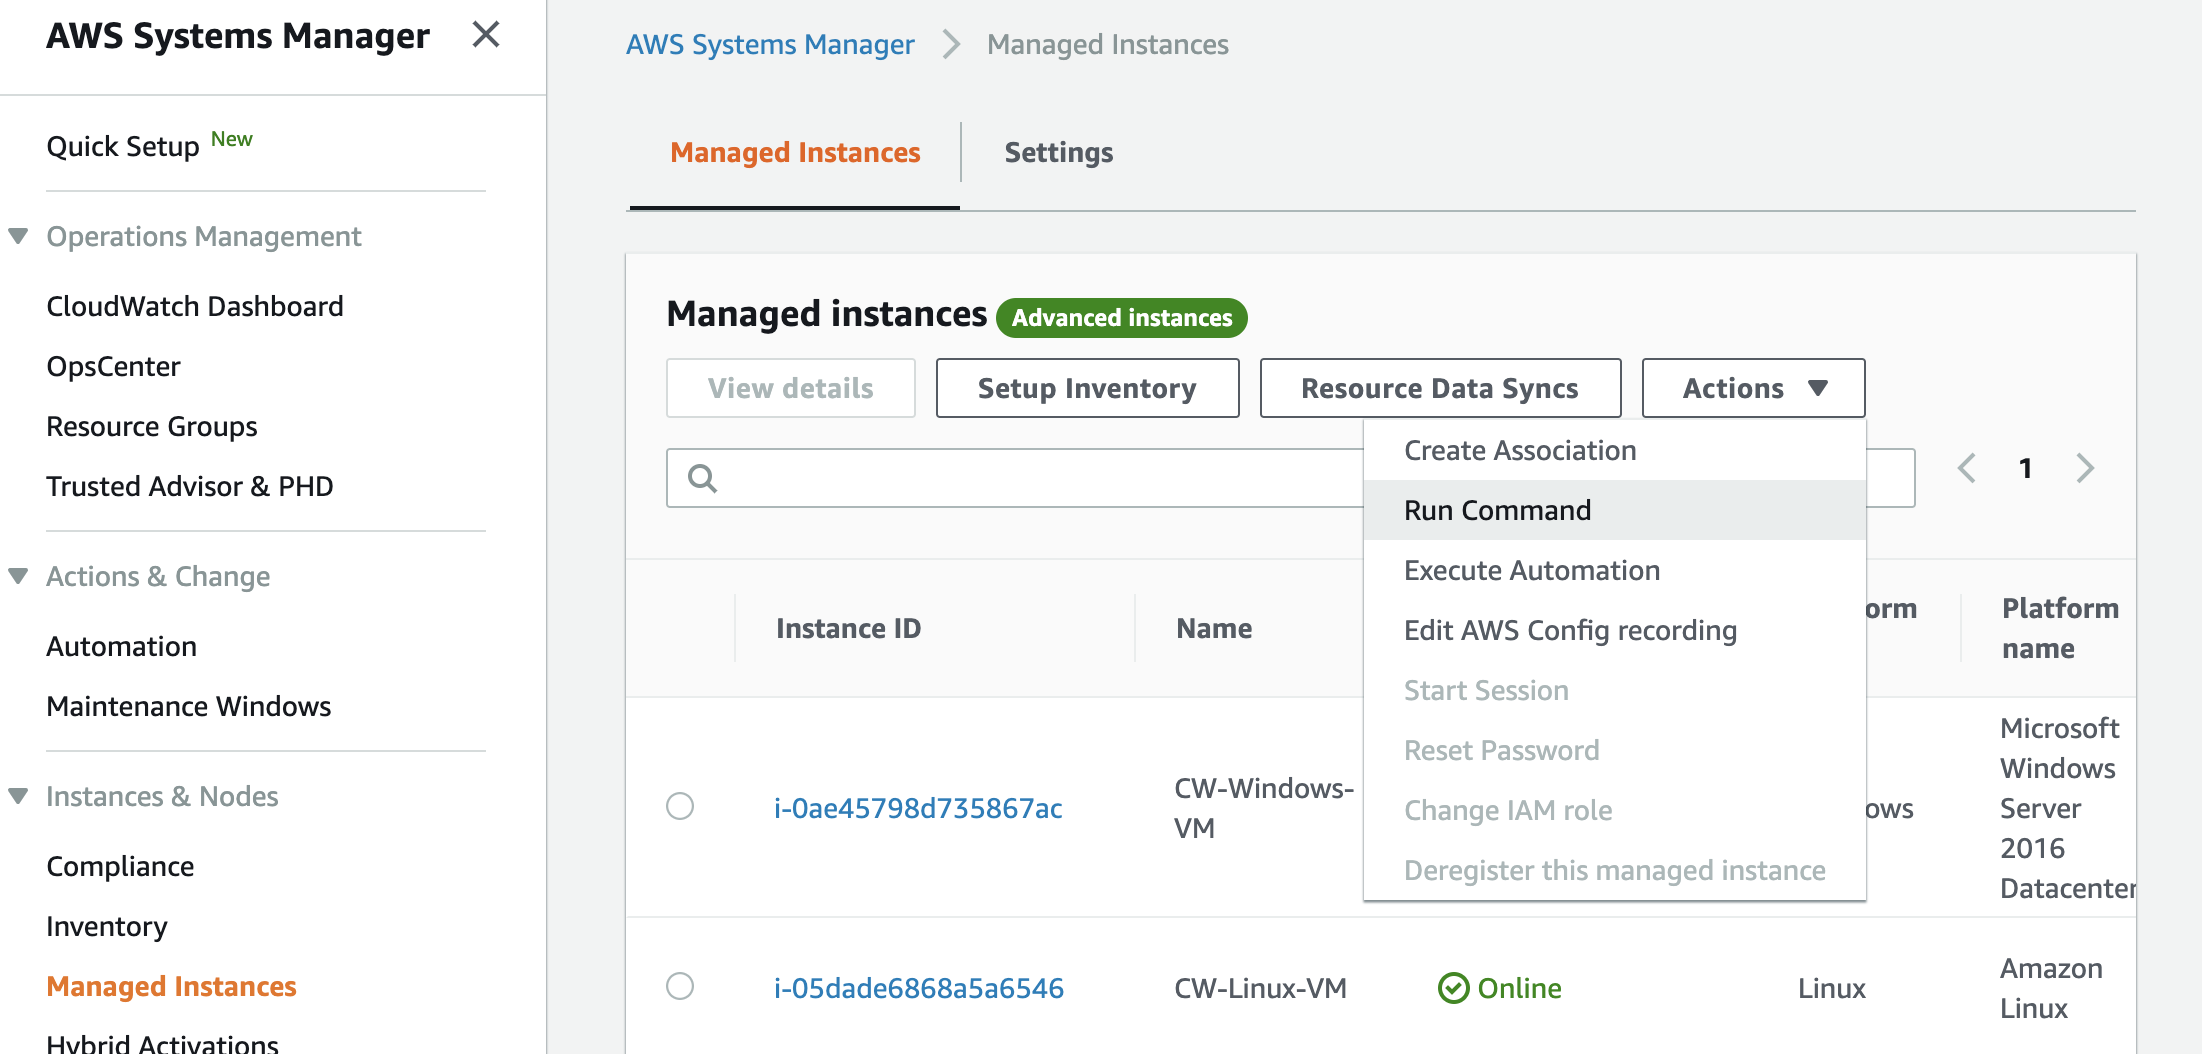 AWS Systems Manager
Quick Setup New
Operations Management
CloudWatch Dashboard
OpsCenter
Resource Groups
Trusted Advisor & PHD
Actions & Change
Automation
Maintenance Windows
Instances & Nodes
Compliance
Inventory
Managed Instances
Hybrid Activations
AWS Systems Manager > Managed Instances
Managed Instances
Settings
Managed instances Advanced instances
View details
Setup Inventory
Resource Data Syncs
Actions
Create Association
Run Command
Execute Automation
Edit AWS Config recording
Start Session
Reset Password
Change IAM role
Deregister this managed instance
1
Instance ID
Name
orm
Platform
name
i-0ae45798d735867ac
CW-Windows-
VM
ows
Microsoft
Windows
Server
2016
Datacenter
i-05dade6868a5a6546
CW-Linux-VM
Online
Linux
Amazon
Linux